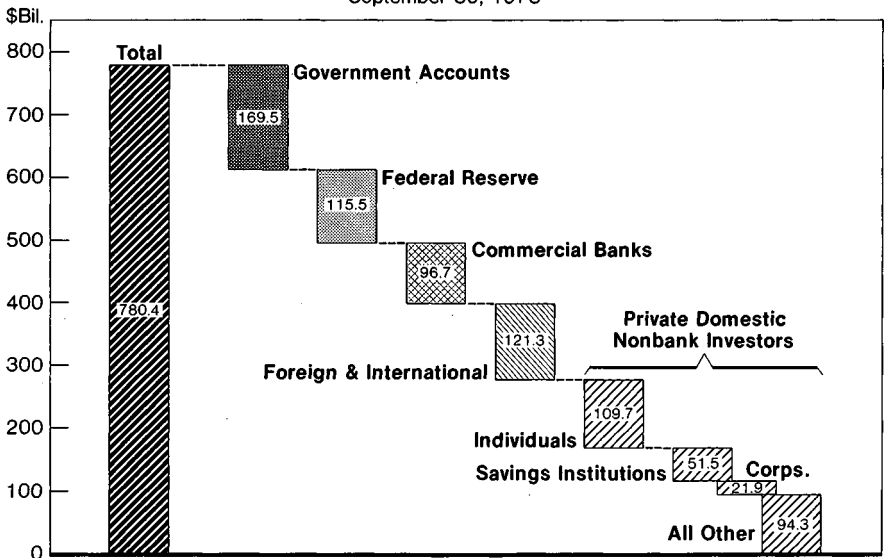 September 30,
$Bil.
800
700
600
500
400
300
200
100
0
Total
780.4
Government Accounts
169.5
Federal Reserve
115.5
Commercial Banks
96.7
Foreign & International
121.3
Private Domestic
Nonbank Investors
Individuals
109.7
Savings Institutions
51.5
Corps.
21.9
All Other
94.3